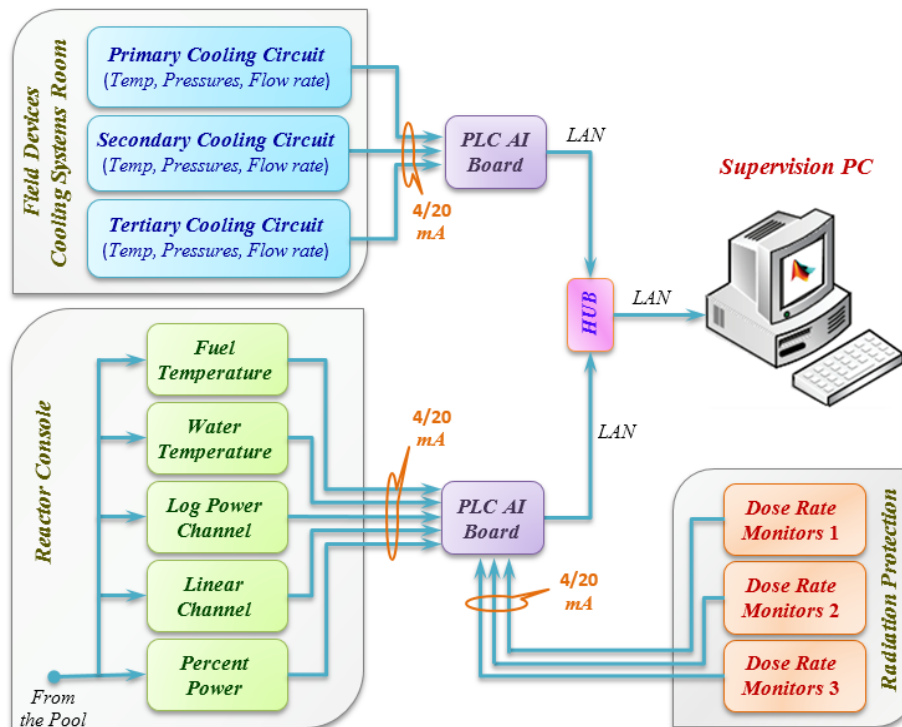 Field Devices
Cooling Systems Room
Primary Cooling Circuit
(Temp, Pressures, Flow rate)
Secondary Cooling Circuit
(Temp, Pressures, Flow rate)
Tertiary Cooling Circuit
(Temp, Pressures, Flow rate)
4/20
mA
PLC AI
Board
LAN
HUB
LAN
Supervision PC
Reactor Console
Fuel
Temperature
Water
Temperature
Log Power
Channel
Linear
Channel
Percent
Power
From
the Pool
4/20
mA
PLC AI
Board
LAN
4/20
mA
Dose Rate
Monitors 1
Dose Rate
Monitors 2
Dose Rate
Monitors 3
Radiation Protection